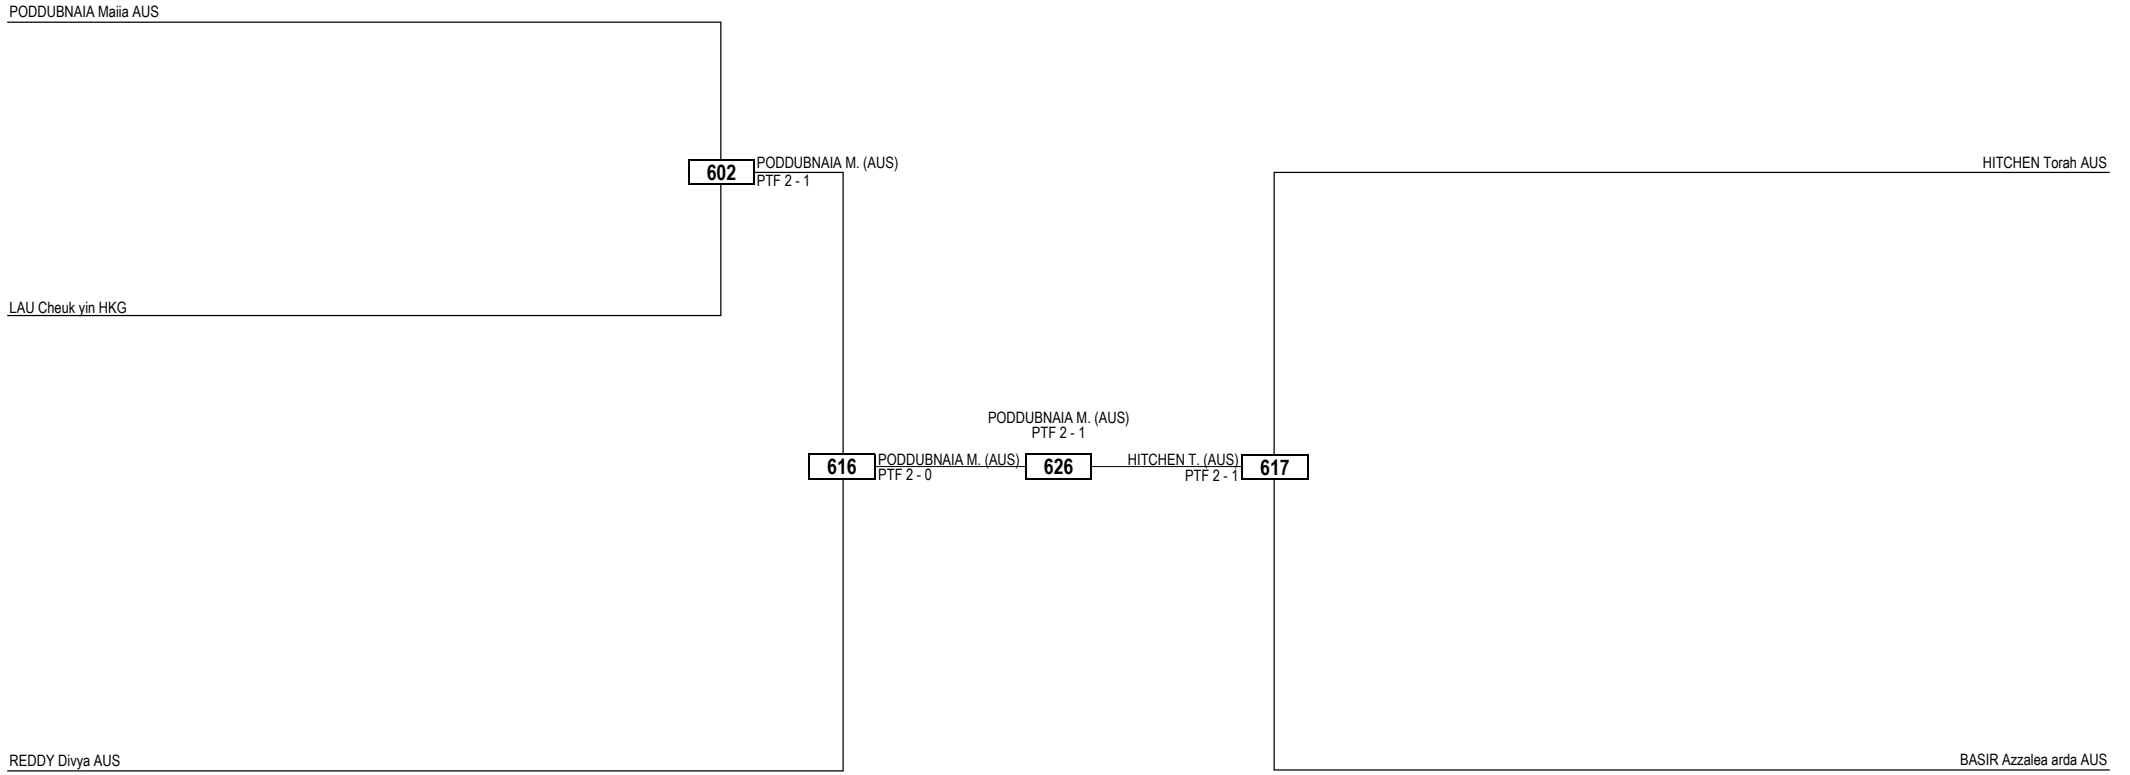 PODDUBNAIA Maiia AUS
602
PODDUBNAIA M. (AUS)
PTF 2 - 1
HITCHEN Torah AUS
LAU Cheuk yin HKG
PODDUBNAIA M. (AUS)
PTF 2 - 1
616
PODDUBNAIA M. (AUS)
PTF 2 - 0
626
HITCHEN T. (AUS)
PTF 2 - 1
617
REDDY Divya AUS
BASIR Azzalea arda AUS